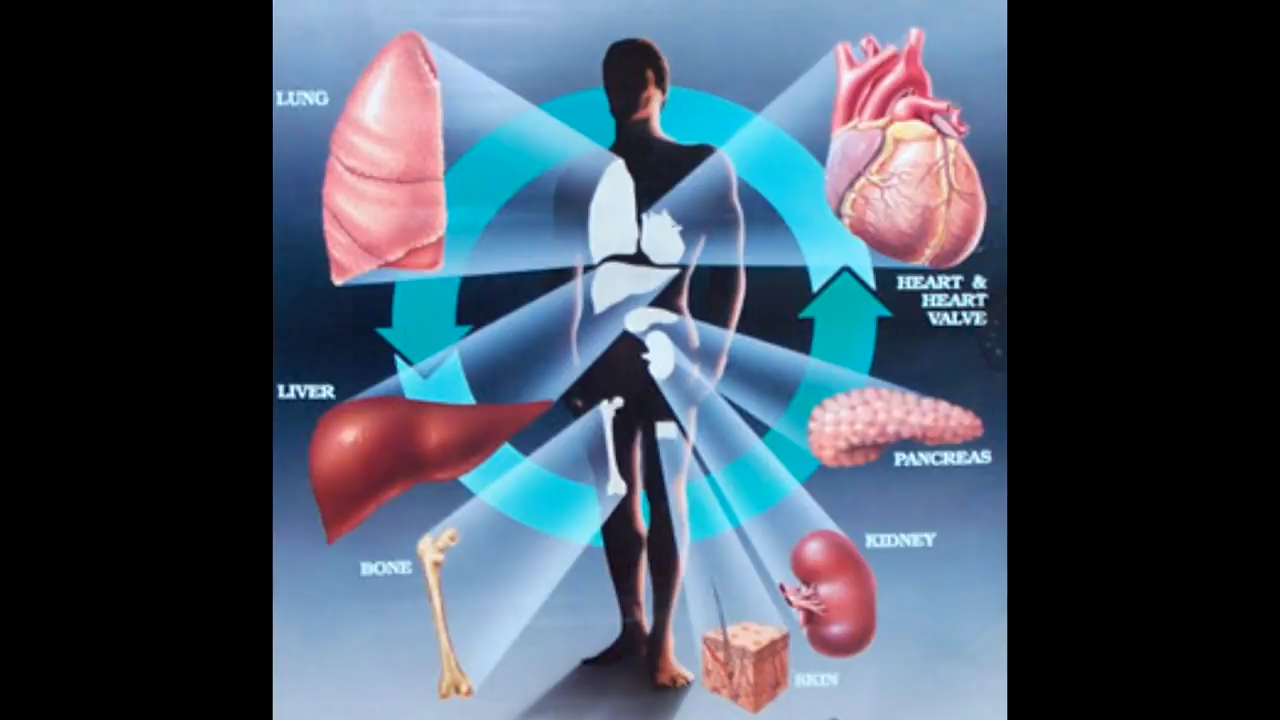 LUNG
HEART &
HEART
VALVE
LIVER
PANCREAS
KIDNEY
BONE
SKIN